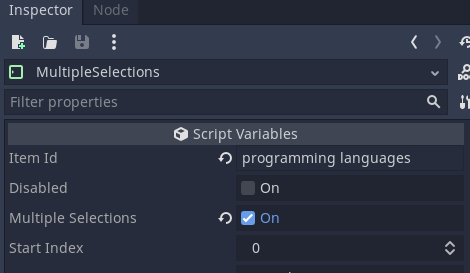 Inspector Node
MultipleSelections
Filter properties
Script Variables
Item Id programming languages
Disabled On
Multiple Selections On
Start Index 0